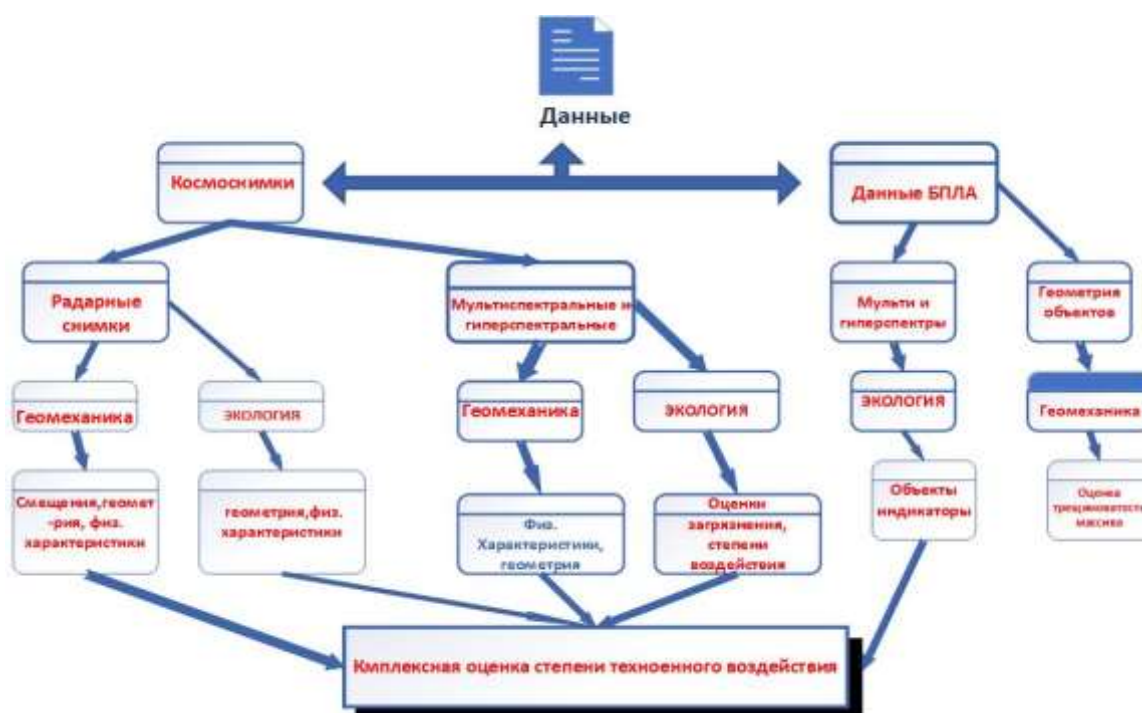 Данные
Космоснимки
Данные БПЛА
Радарные
снимки
Мультиспектральные и
гиперспектральные
Мульти и
гиперспектры
Геометрия
объектов
Геомеханика
ЭКОЛОГИЯ
Геомеханика
ЭКОЛОГИЯ
ЭКОЛОГИЯ
Геомеханика
Смещения,геомет
-рия, физ.
характеристики
геометрия,физ.
характеристики
Физ.
Характеристики,
геометрия
Оценки
загрязнения,
степени
воздействия
Объекты
индикаторы
Оценка
трещиноватости
массива
Кмплексная оценка степени техноенного воздействия